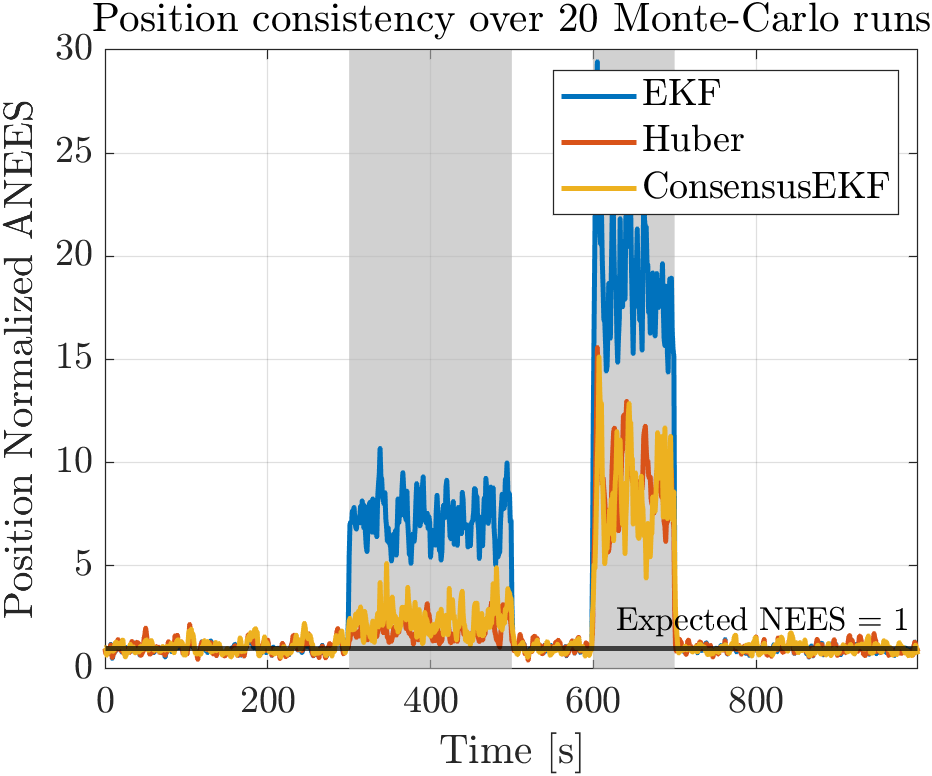 Position consistency over 20 Monte-Carlo runs
30
25
20
15
10
5
0
Position Normalized ANEES
EKF
Huber
ConsensusEKF
Expected NEES = 1
0 200 400 600 800
Time [s]